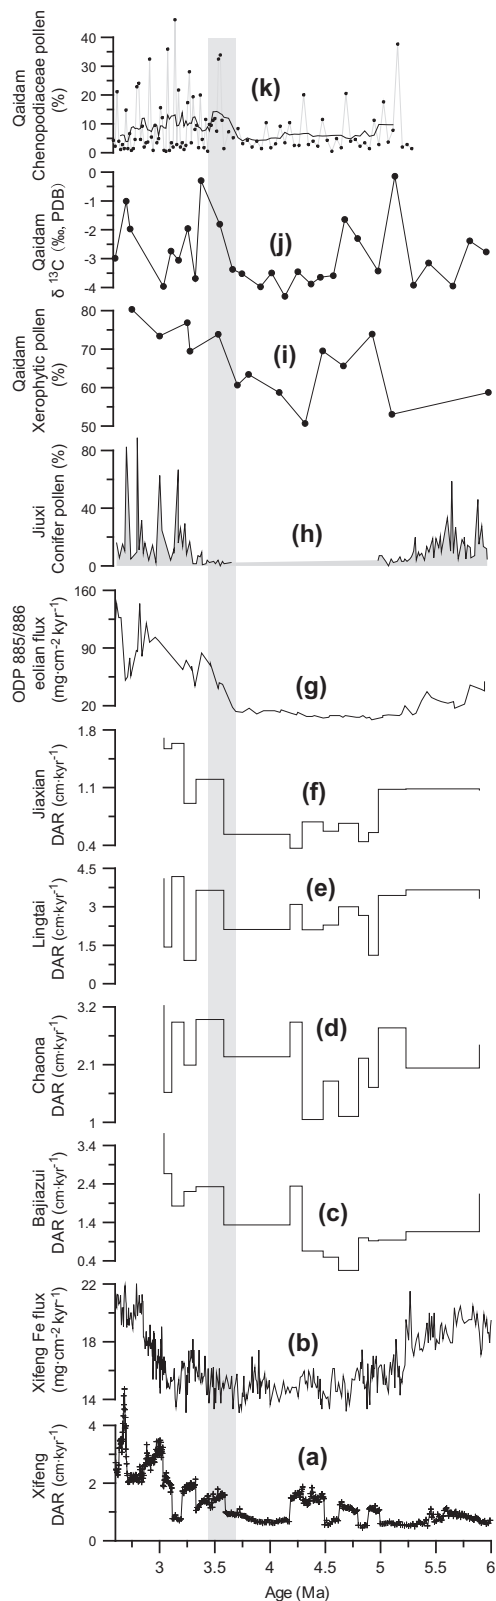 Qaidam
Chenopodiaceae pollen
(%)
40
30
20
10
0
(k)
Qaidam
δ ¹³C (‰, PDB)
0
-1
-2
-3
-4
(j)
Qaidam
Xerophytic pollen
(%)
80
70
60
50
(i)
Jiuxi
Conifer pollen (%)
80
40
0
(h)
ODP 885/886
eolian flux
(mg·cm⁻² kyr⁻¹)
160
90
20
(g)
Jiaxian
DAR (cm·kyr⁻¹)
1.8
1.1
0.4
(f)
Lingtai
DAR (cm·kyr⁻¹)
4.5
3
1.5
0
(e)
Chaona
DAR (cm·kyr⁻¹)
3.2
2.1
1
(d)
Bajiazui
DAR (cm·kyr⁻¹)
3.4
2.4
1.4
0.4
(c)
Xifeng Fe flux
(mg·cm⁻² kyr⁻¹)
22
18
14
(b)
Xifeng
DAR (cm·kyr⁻¹)
4
2
0
(a)
3 3.5 4 4.5 5 5.5 6
Age (Ma)